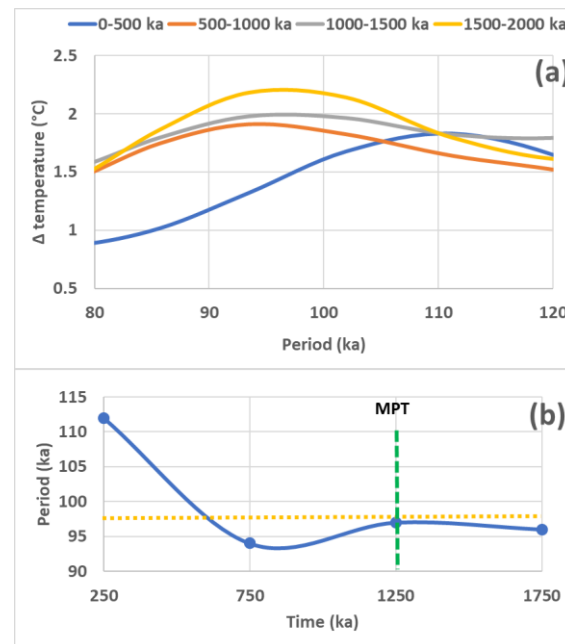 0-500 ka 500-1000 ka 1000-1500 ka 1500-2000 ka
(a)
2.5
2
1.5
1
0.5
Δ temperature (°C)
80 90 100 110 120
Period (ka)
(b)
MPT
115
110
105
100
95
90
Period (ka)
250 750 1250 1750
Time (ka)